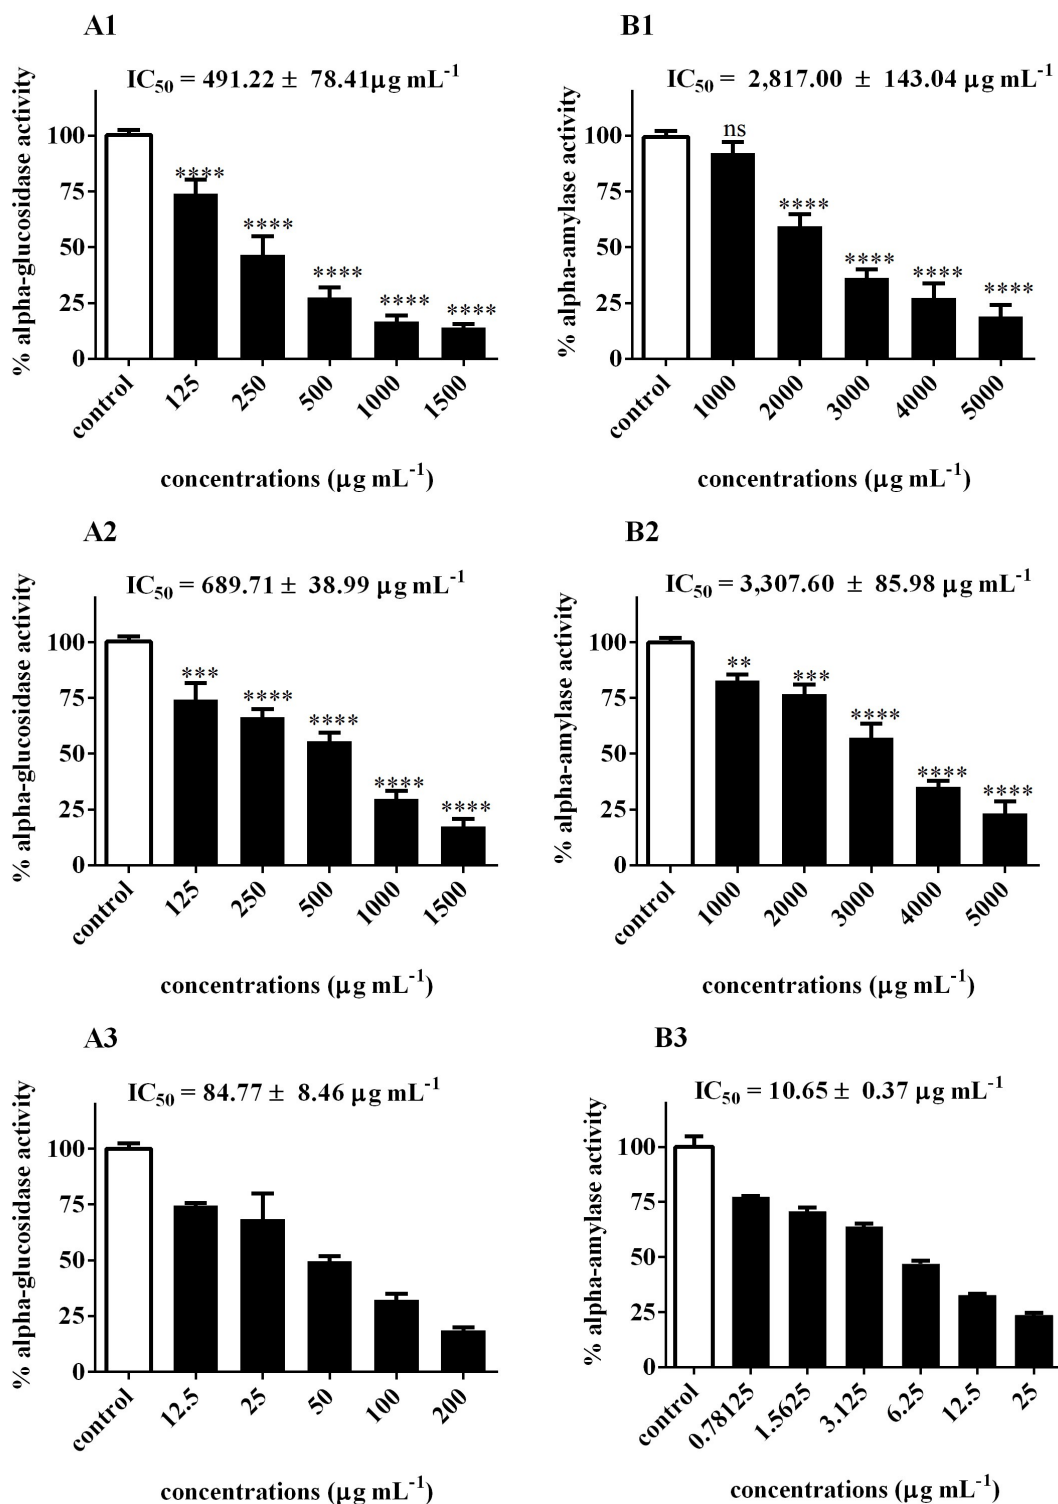 A1
IC50 = 491.22 ± 78.41µg mL-1
% alpha-glucosidase activity
100
75
50
25
0
****
****
****
****
****
control
125
250
500
1000
1500
concentrations (µg mL-1)
B1
IC50 = 2,817.00 ± 143.04 µg mL-1
% alpha-amylase activity
100
75
50
25
0
ns
****
****
****
****
control
1000
2000
3000
4000
5000
concentrations (µg mL-1)
A2
IC50 = 689.71 ± 38.99 µg mL-1
% alpha-glucosidase activity
100
75
50
25
0
***
****
****
****
****
control
125
250
500
1000
1500
concentrations (µg mL-1)
B2
IC50 = 3,307.60 ± 85.98 µg mL-1
% alpha-amylase activity
100
75
50
25
0
**
***
****
****
****
control
1000
2000
3000
4000
5000
concentrations (µg mL-1)
A3
IC50 = 84.77 ± 8.46 µg mL-1
% alpha-glucosidase activity
100
75
50
25
0
control
12.5
25
50
100
200
concentrations (µg mL-1)
B3
IC50 = 10.65 ± 0.37 µg mL-1
% alpha-amylase activity
100
75
50
25
0
control
0.78125
1.5625
3.125
6.25
12.5
25
concentrations (µg mL-1)